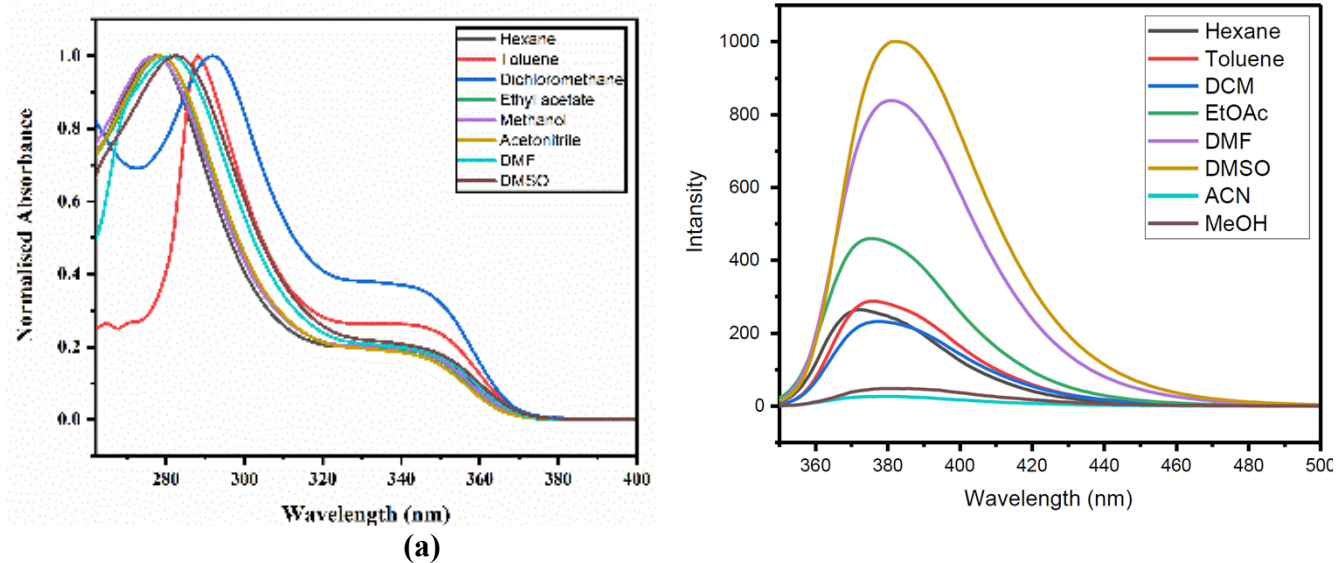 Normalised Absorbance
1.0
0.8
0.6
0.4
0.2
0.0
Hexane
Toluene
Dichloromethane
Ethyl acetate
Methanol
Acetonitrile
DMF
DMSO
280 300 320 340 360 380 400
Wavelength (nm)
(a)
Intansity
1000
800
600
400
200
0
Hexane
Toluene
DCM
EtOAc
DMF
DMSO
ACN
MeOH
360 380 400 420 440 460 480 500
Wavelength (nm)